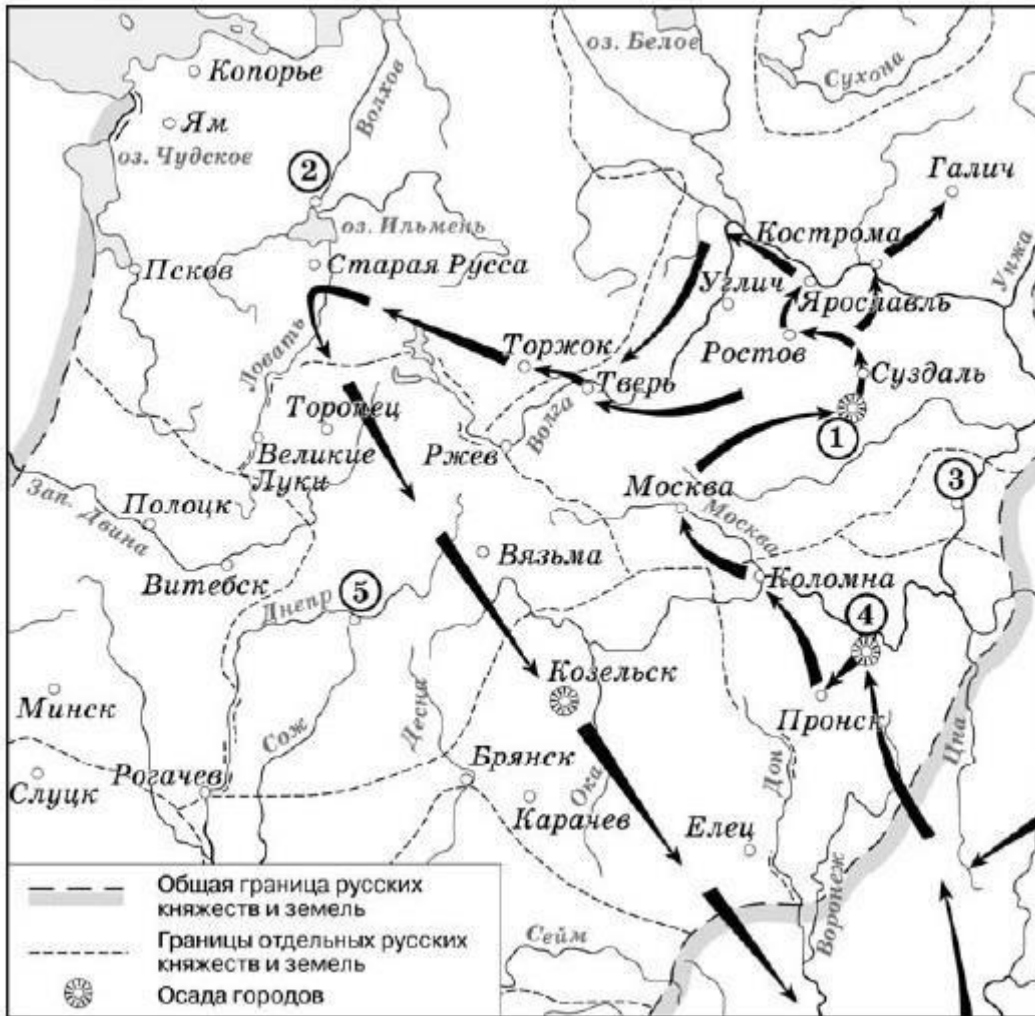 Копорье
Ям
оз. Чудское
Волхов
оз. Белое
Сухона
2
оз. Ильмень
Галич
Псков
Старая Русса
Кострома
Унжа
Углич
Ярославль
Ловать
Торжок
Ростов
Тверь
Суздаль
Торопец
Волга
1
Великие
Луки
Ржев
Зап. Двина
Полоцк
Москва
Москва
3
Витебск
Вязьма
Коломна
Днепр
5
4
Козельск
Минск
Пронск
Цна
Сож
Десна
Слуцк
Рогачев
Брянск
Ока
Дон
Карачев
Елец
Воронеж
Сейм
Общая граница русских
княжеств и земель
Границы отдельных русских
княжеств и земель
Осада городов